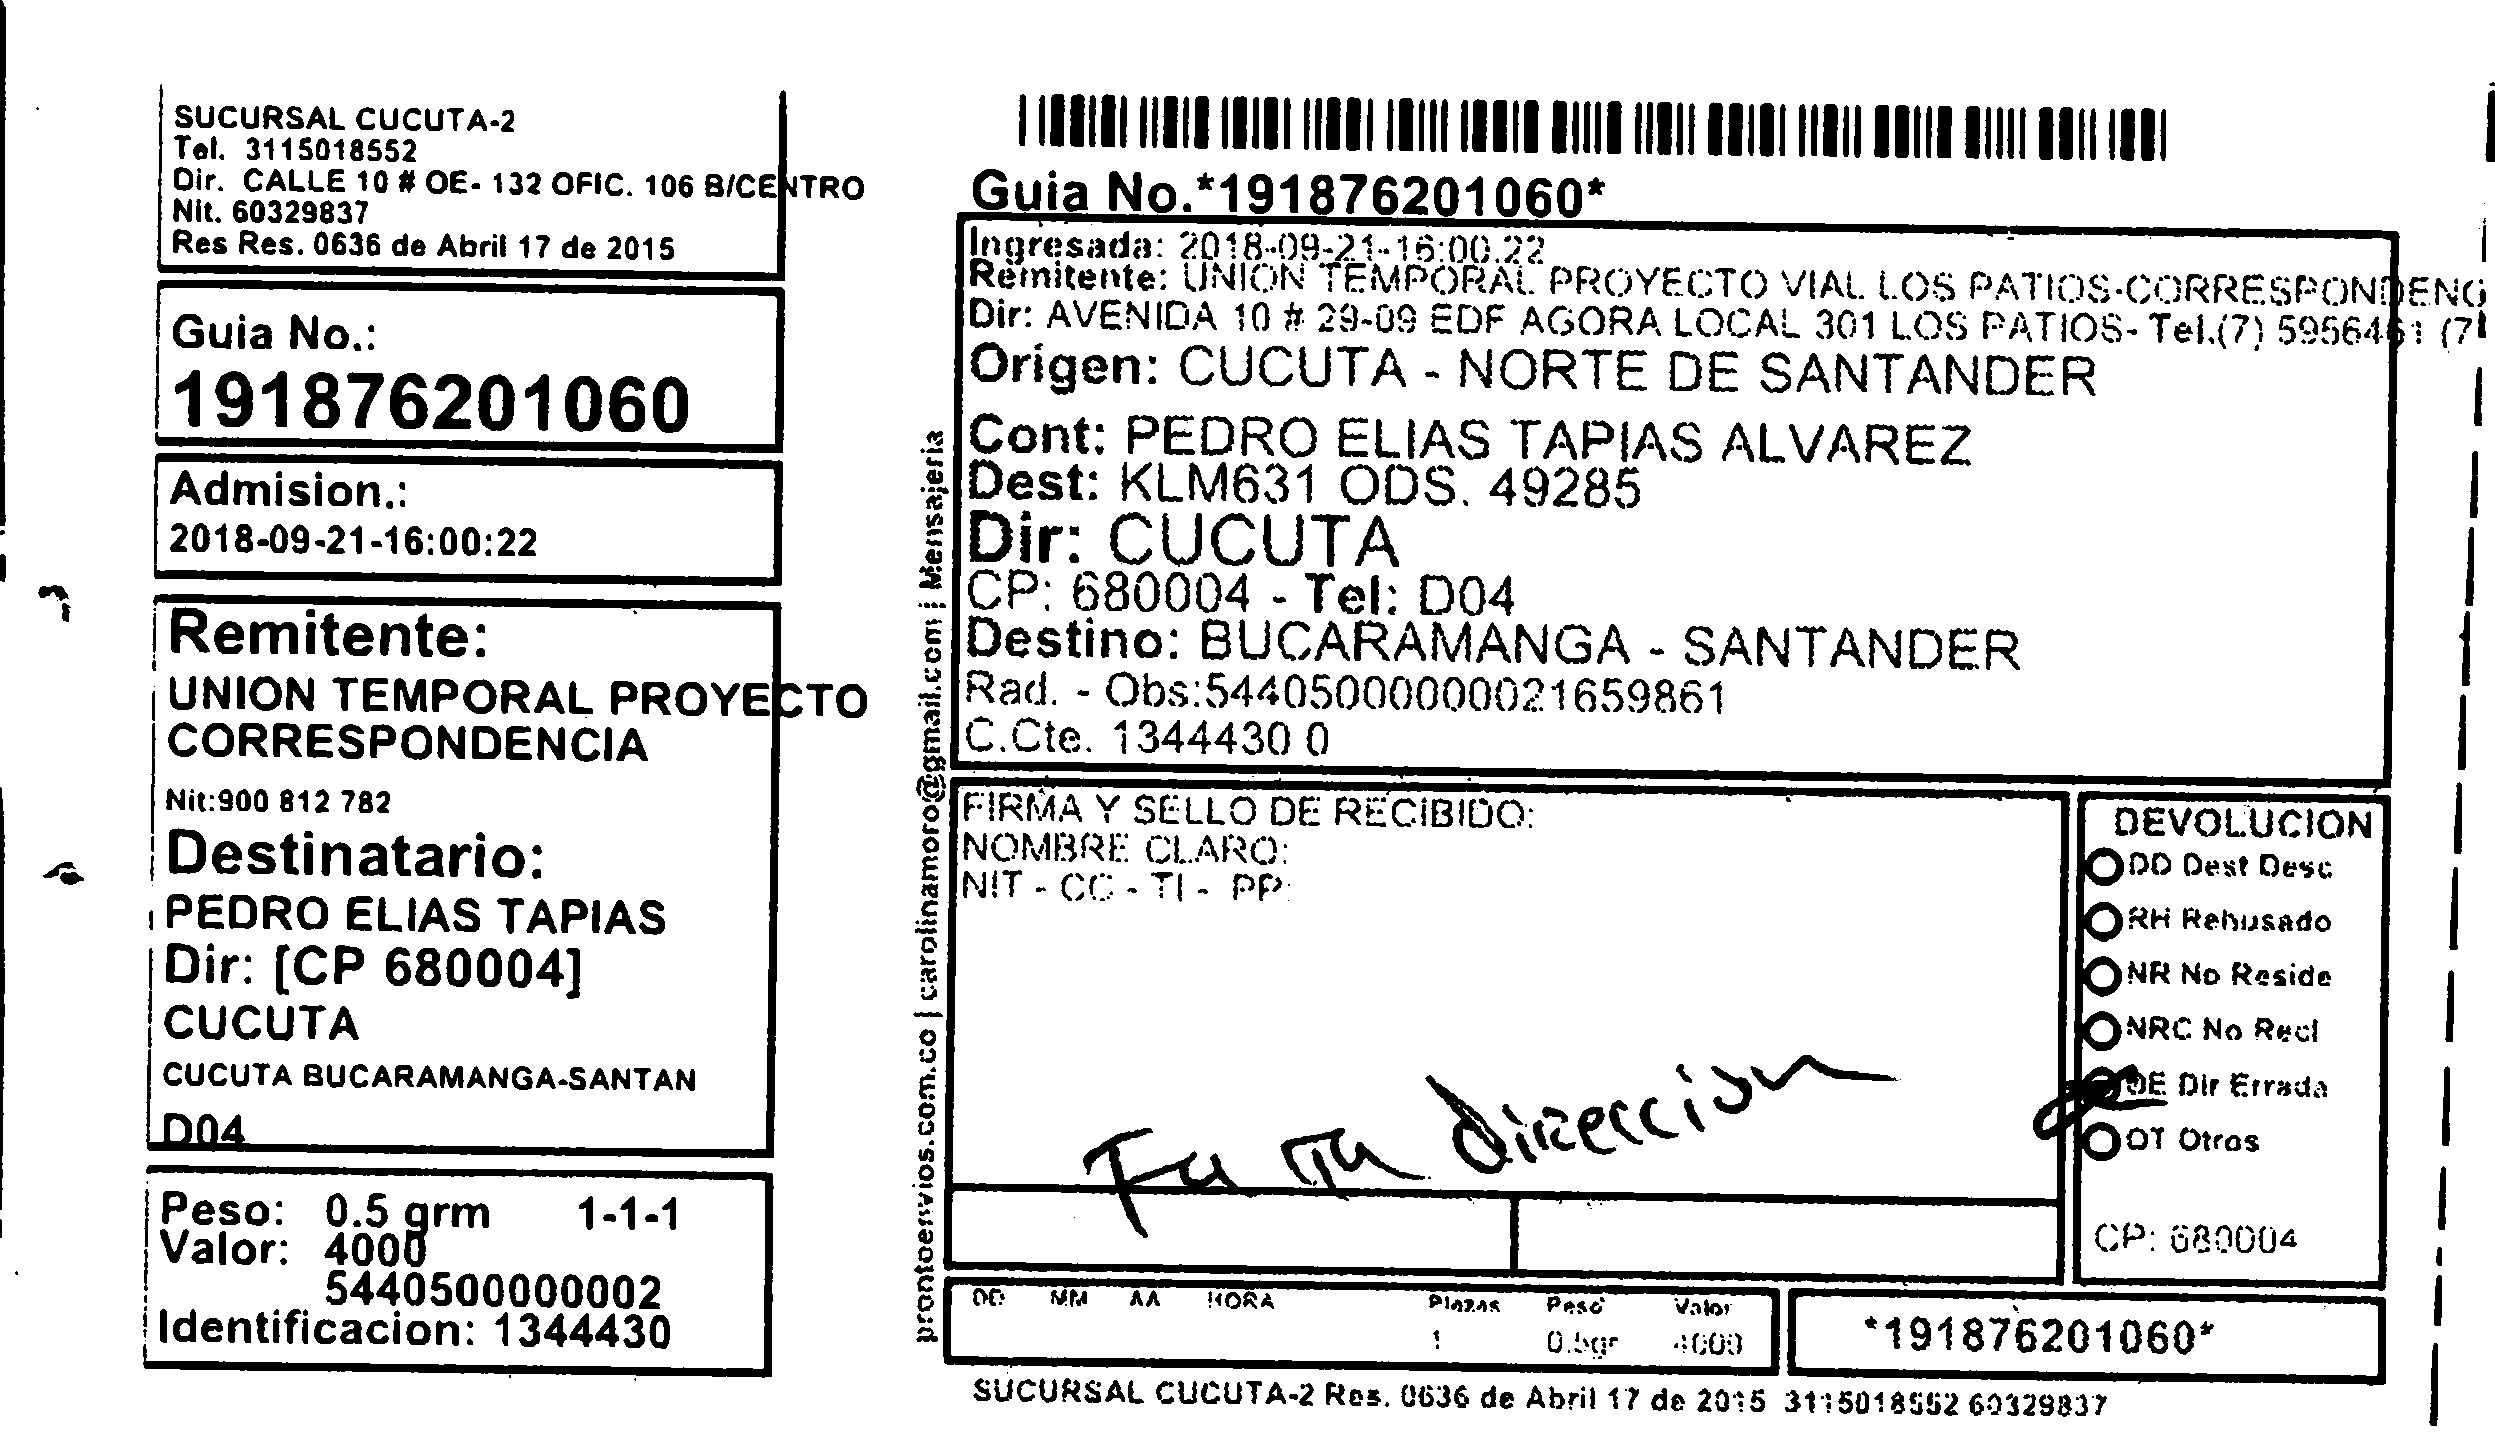 SUCURSAL CUCUTA-2
Tel. 3115018552
Dir. CALLE 10 # OE- 132 OFIC. 106 B/CENTRO
Nit. 60329837
Res Res. 0636 de Abril 17 de 2015
Guia No.:
191876201060
Admision.:
2018-09-21-16:00:22
Remitente:
UNION TEMPORAL PROYECTO
CORRESPONDENCIA
Nit:900 812 782
Destinatario:
PEDRO ELIAS TAPIAS
Dir: [CP 680004]
CUCUTA
CUCUTA BUCARAMANGA-SANTAN
D04
Peso: 0.5 grm 1-1-1
Valor: 4000
5440500000002
Identificacion: 1344430
prontoenvios.com.co | carolinamoro@gmail.com | Mensajeria
Guia No.*191876201060*
Ingresada: 2018-09-21-16:00:22
Remitente: UNION TEMPORAL PROYECTO VIAL LOS PATIOS-CORRESPONDENC
Dir: AVENIDA 10 # 29-09 EDF AGORA LOCAL 301 LOS PATIOS- Tel.(7) 5956461 (7
Origen: CUCUTA - NORTE DE SANTANDER
Cont: PEDRO ELIAS TAPIAS ALVAREZ
Dest: KLM631 ODS. 49285
Dir: CUCUTA
CP: 680004 - Tel: D04
Destino: BUCARAMANGA - SANTANDER
Rad. - Obs:5440500000000021659861
C.Cte. 1344430 0
FIRMA Y SELLO DE RECIBIDO:
NOMBRE CLARO:
NIT - CC - TI - PP:
Falta direccion
DEVOLUCION
DD Dest Desc
RH Rehusado
NR No Reside
NRC No Recl
DE Dir Errada
OT Otros
CP: 680004
DD MM AA HORA Piezas Peso Valor
1 0.5gr 4000
*191876201060*
SUCURSAL CUCUTA-2 Res. 0636 de Abril 17 de 2015 3115018552 60329837